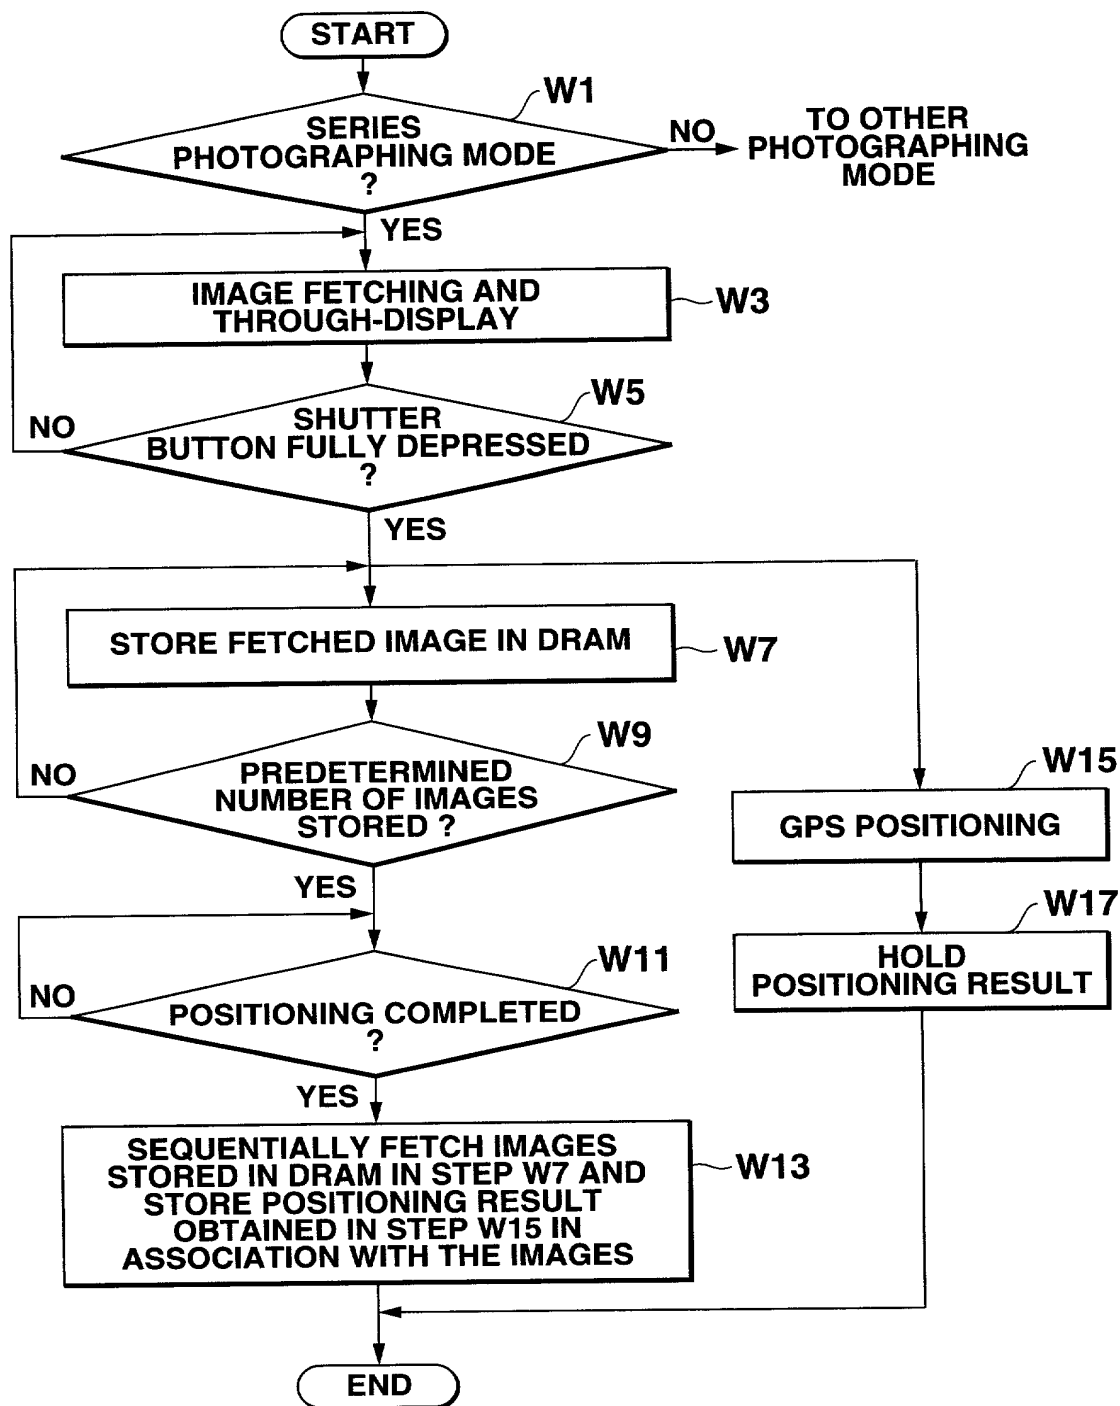 START
W1
SERIES
PHOTOGRAPHING MODE
?
NO
TO OTHER
PHOTOGRAPHING
MODE
YES
IMAGE FETCHING AND
THROUGH-DISPLAY
W3
W5
SHUTTER
BUTTON FULLY DEPRESSED
?
NO
YES
STORE FETCHED IMAGE IN DRAM
W7
W9
PREDETERMINED
NUMBER OF IMAGES
STORED ?
NO
YES
W15
GPS POSITIONING
W17
HOLD
POSITIONING RESULT
W11
POSITIONING COMPLETED
?
NO
YES
SEQUENTIALLY FETCH IMAGES
STORED IN DRAM IN STEP W7 AND
STORE POSITIONING RESULT
OBTAINED IN STEP W15 IN
ASSOCIATION WITH THE IMAGES
W13
END